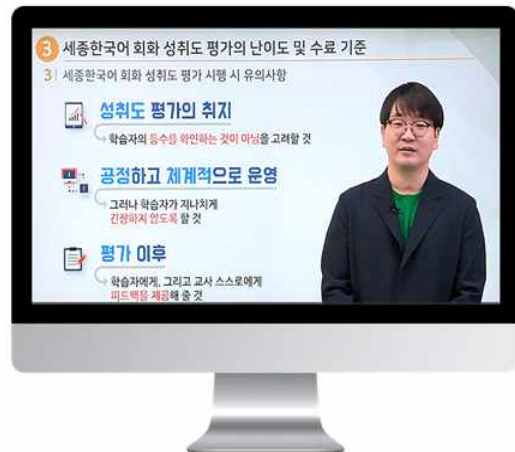 3 세종한국어 회화 성취도 평가의 난이도 및 수료 기준
3 세종한국어 회화 성취도 평가 시행 시 유의사항
성취도 평가의 취지
학습자의 등수를 확인하는 것이 아님을 고려할 것
공정하고 체계적으로 운영
그러나 학습자가 지나치게
긴장하지 않도록 할 것
평가 이후
학습자에게, 그리고 교사 스스로에게
피드백을 제공해 줄 것